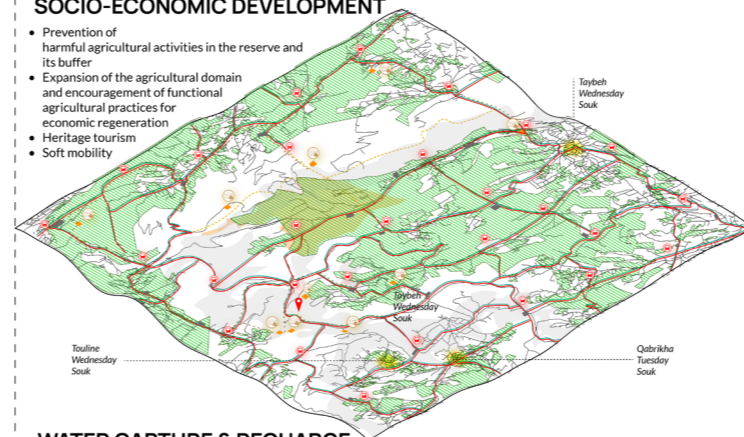 SOCIO-ECONOMIC DEVELOPMENT
• Prevention of
harmful agricultural activities in the reserve and
its buffer
• Expansion of the agricultural domain
and encouragement of functional
agricultural practices for
economic regeneration
• Heritage tourism
• Soft mobility
Taybeh
Wednesday
Souk
Taybeh
Wednesday
Souk
Touline
Wednesday
Souk
Qabrikha
Tuesday
Souk
WATER CAPTURE & RECHARGE